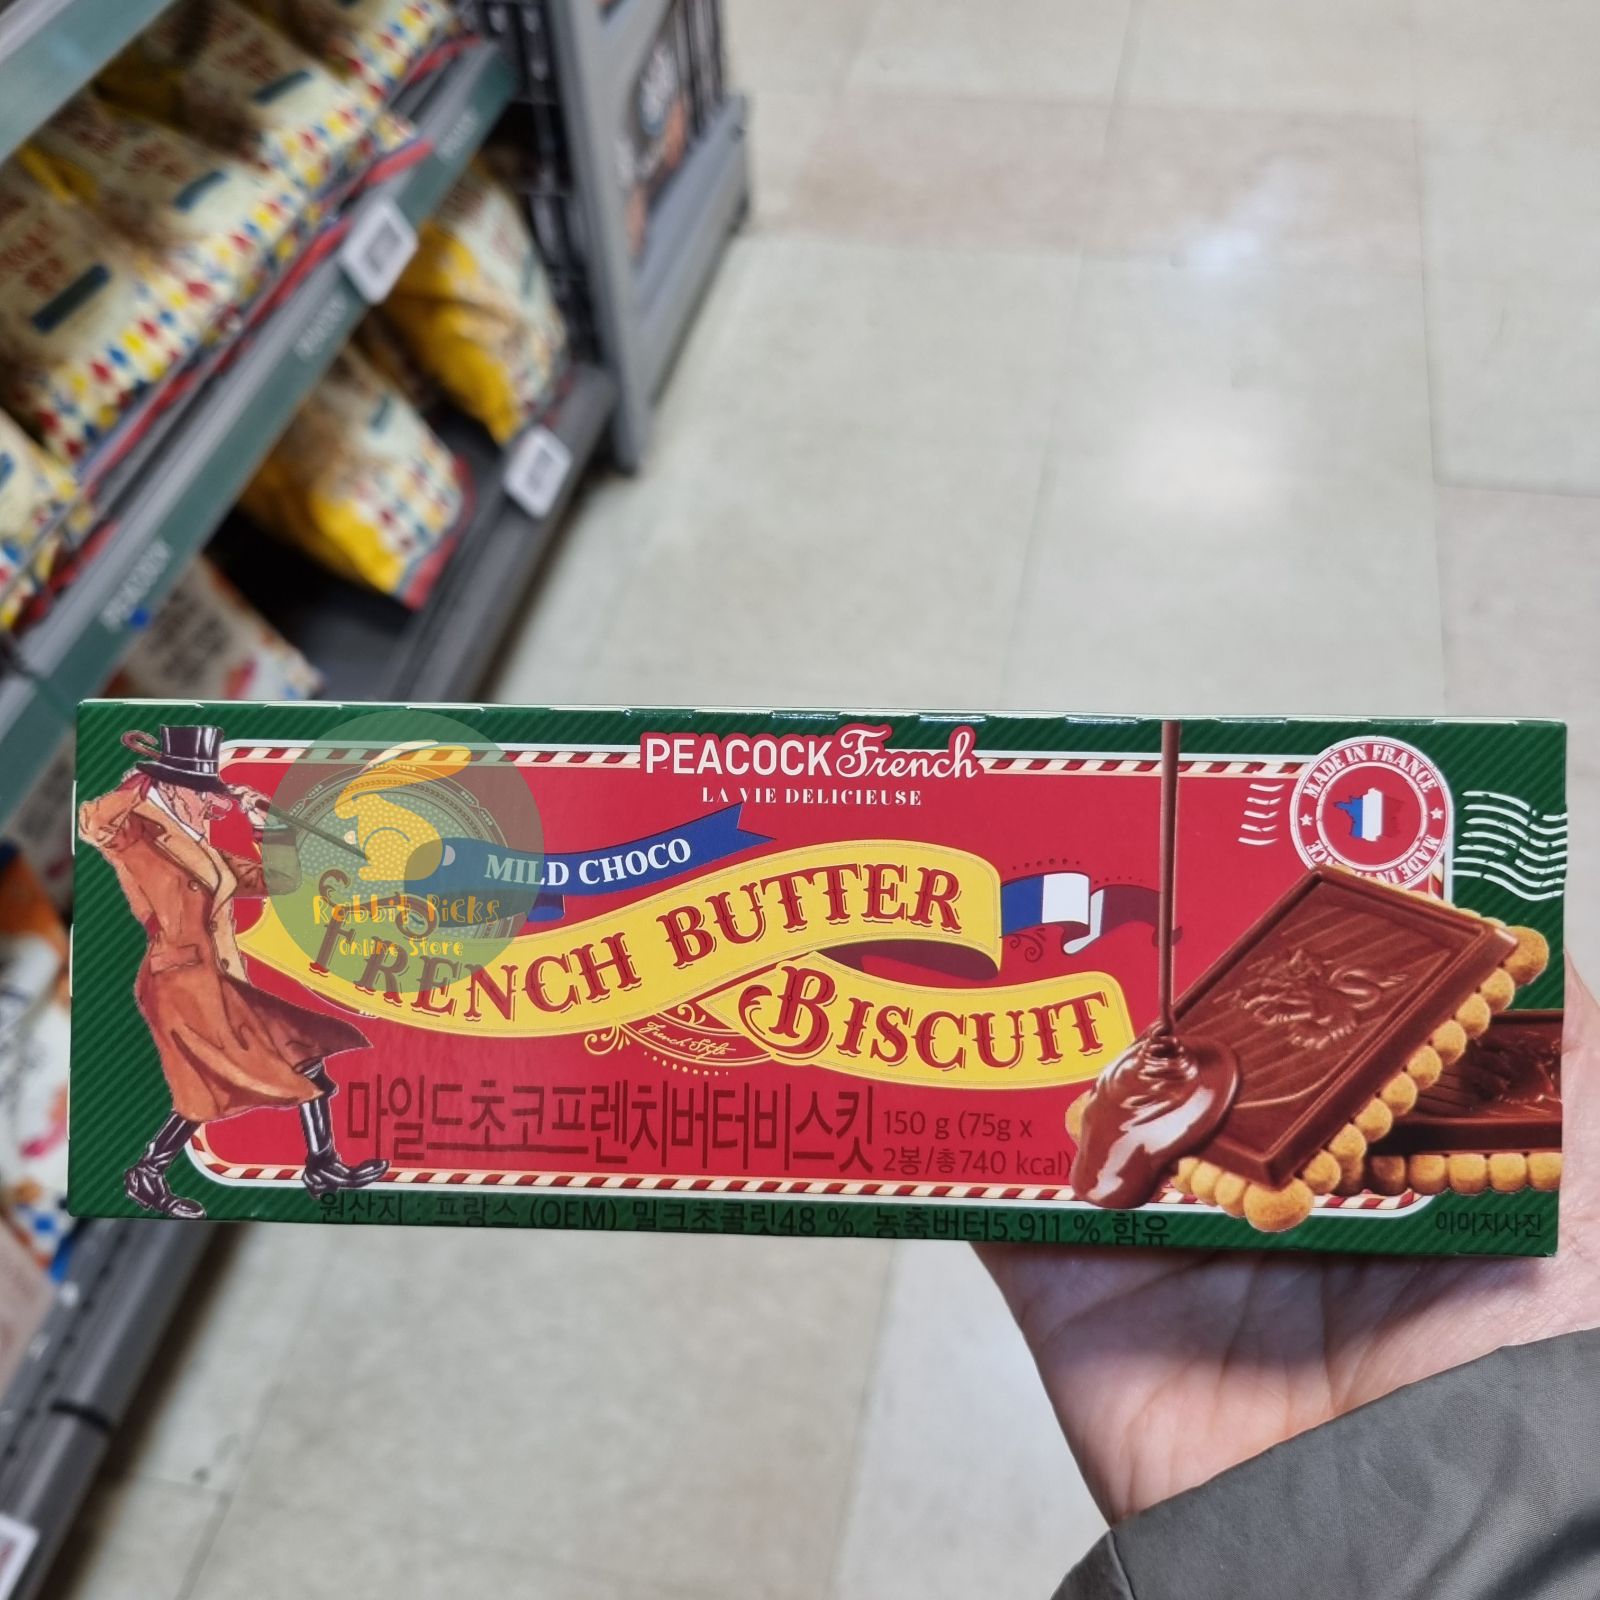 PEACOCK French
LA VIE DELICIEUSE
MADE IN FRANCE
MILD CHOCO
FRENCH BUTTER
BISCUIT
French Style
Rabbit Ricks
Online Store
마일드초코프렌치버터비스킷
150 g (75g x
2봉/총740 kcal)
원산지 : 프랑스 (OEM) 밀크초콜릿48 %, 농축버터5.911 % 함유
이미지사진
PEACOCK